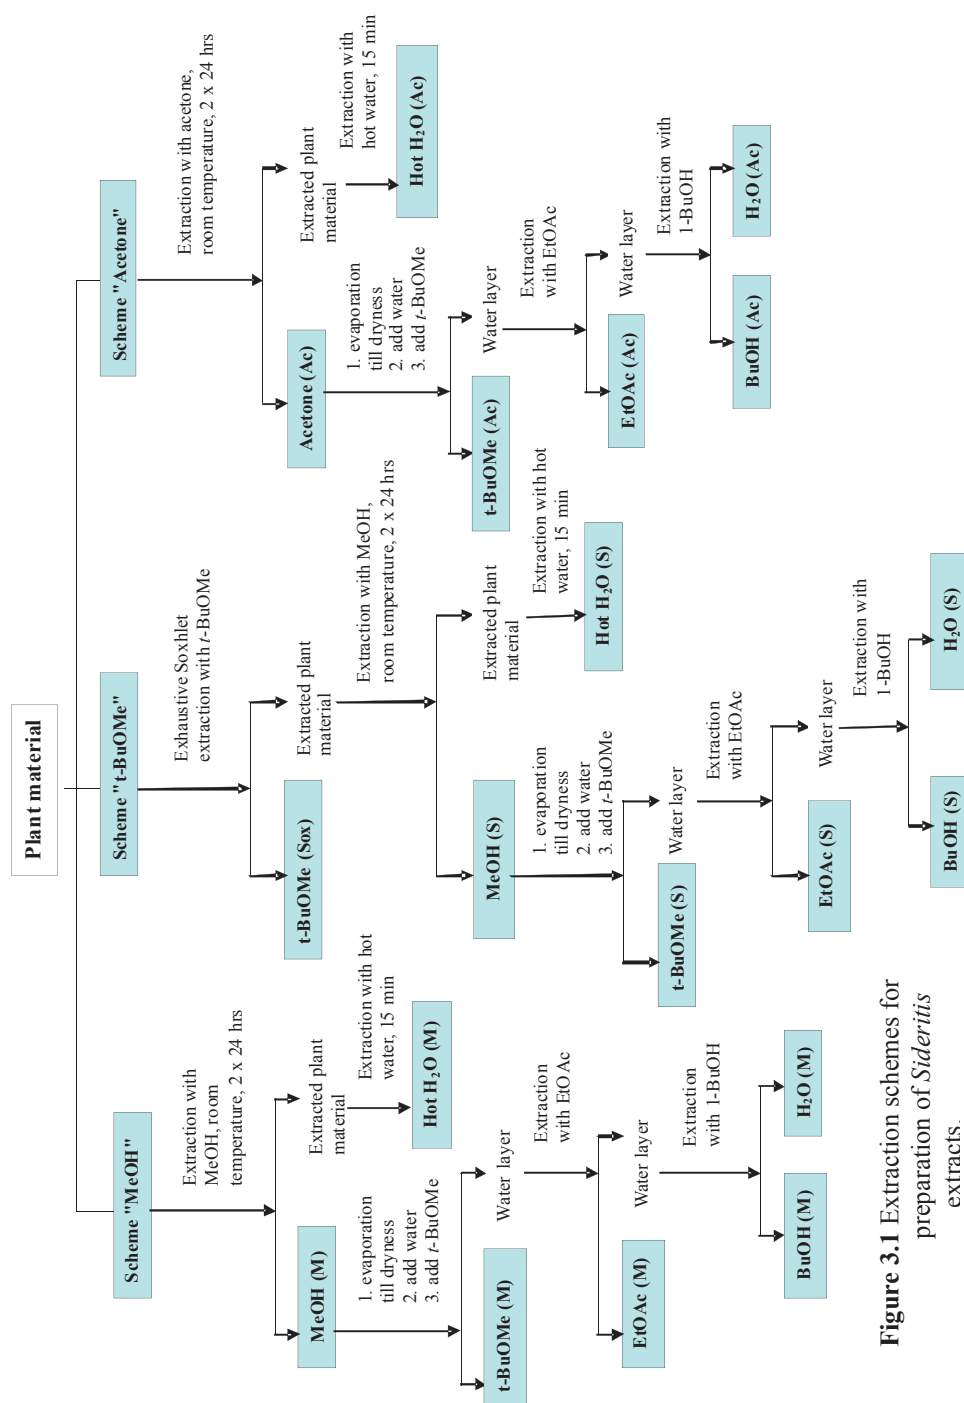 Plant material
Scheme "MeOH"
Extraction with
MeOH, room
temperature, 2 x 24 hrs
MeOH (M)
Extracted plant
material
Extraction with hot
water, 15 min
Hot H₂O (M)
1. evaporation
till dryness
2. add water
3. add t-BuOMe
t-BuOMe (M)
Water layer
Extraction
with EtOAc
EtOAc (M)
Water layer
Extraction
with 1-BuOH
BuOH (M)
H₂O (M)
Scheme "t-BuOMe"
Exhaustive Soxhlet
extraction with t-BuOMe
t-BuOMe (Sox)
Extracted plant
material
Extraction with MeOH,
room temperature, 2 x 24 hrs
MeOH (S)
Extracted plant
material
Extraction with hot
water, 15 min
Hot H₂O (S)
1. evaporation
till dryness
2. add water
3. add t-BuOMe
t-BuOMe (S)
Water layer
Extraction
with EtOAc
EtOAc (S)
Water layer
Extraction with
1-BuOH
BuOH (S)
H₂O (S)
Scheme "Acetone"
Extraction with acetone,
room temperature, 2 x 24 hrs
Acetone (Ac)
Extracted plant
material
Extraction with
hot water, 15 min
Hot H₂O (Ac)
1. evaporation
till dryness
2. add water
3. add t-BuOMe
t-BuOMe (Ac)
Water layer
Extraction
with EtOAc
EtOAc (Ac)
Water layer
Extraction with
1-BuOH
BuOH (Ac)
H₂O (Ac)
Figure 3.1 Extraction schemes for
preparation of Sideritis
extracts.